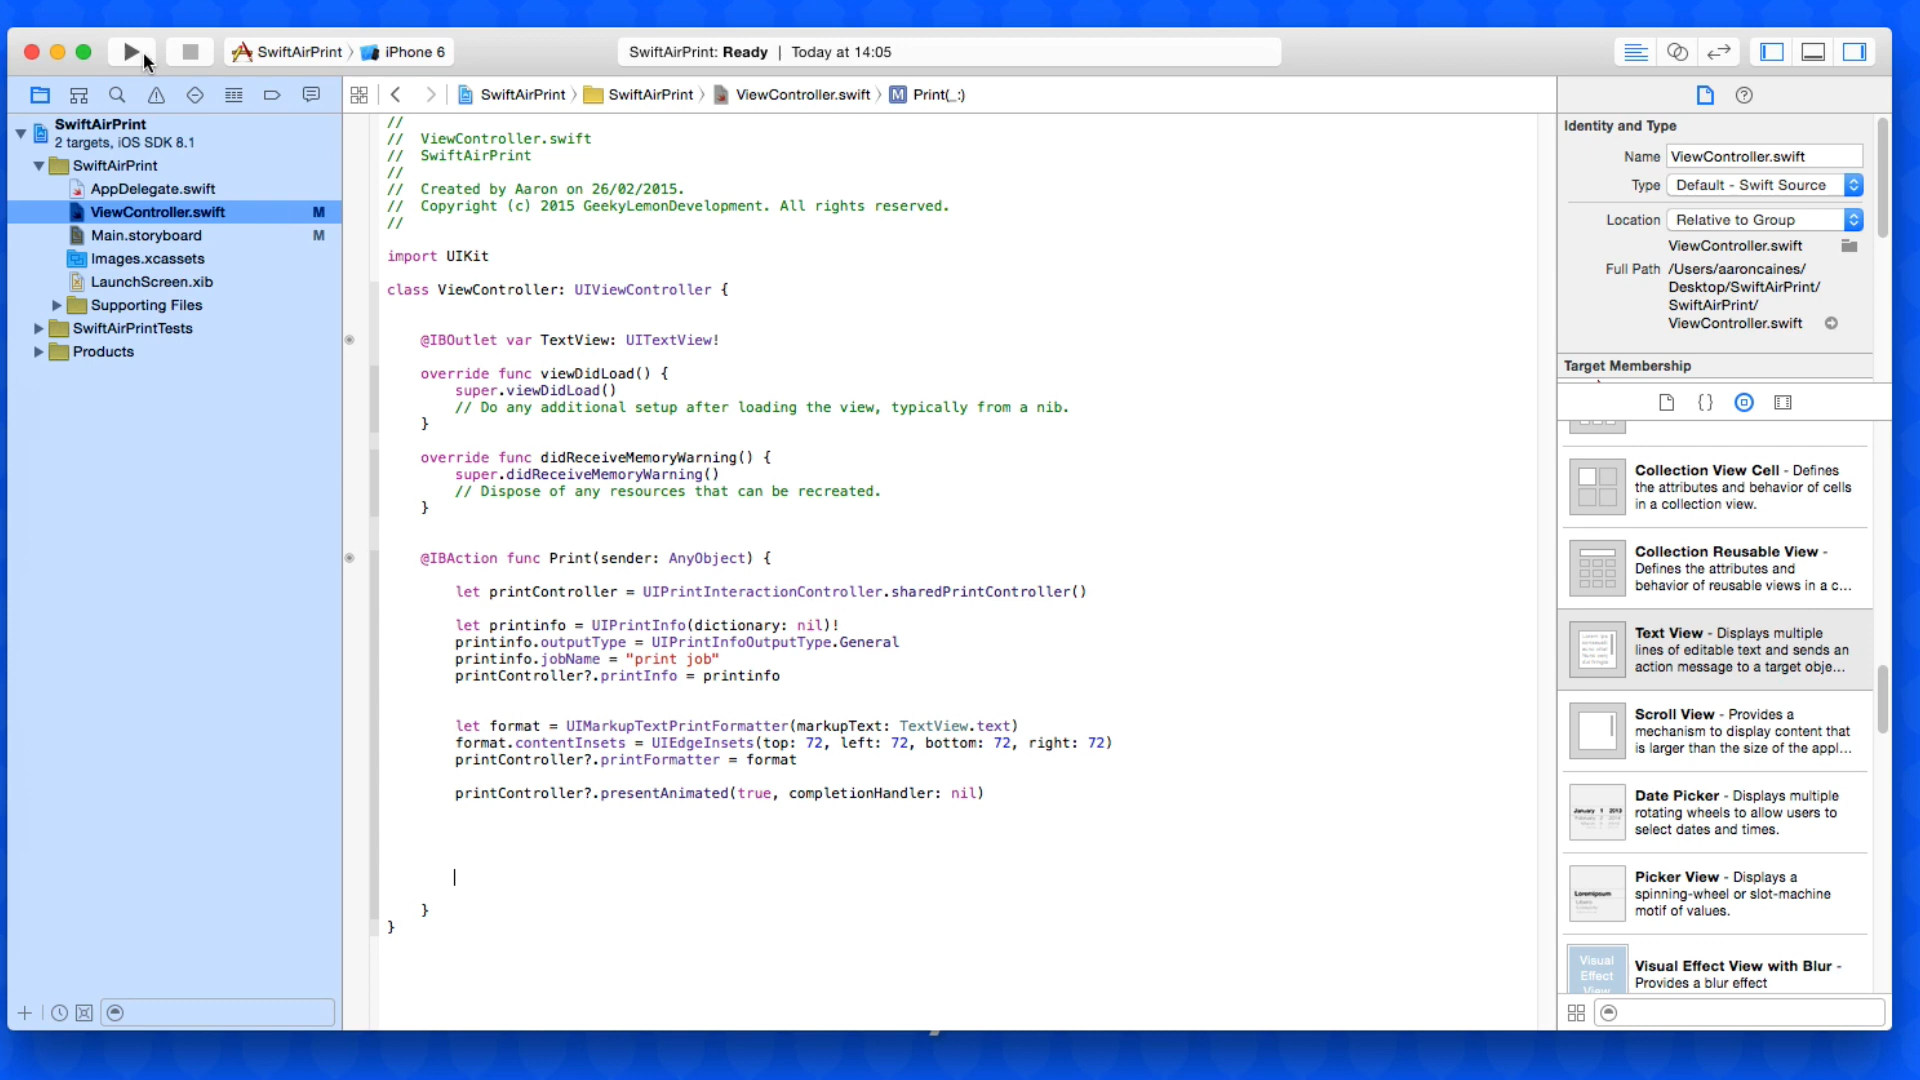 SwiftAirPrint
iPhone 6
SwiftAirPrint: Ready | Today at 14:05
SwiftAirPrint
SwiftAirPrint
ViewController.swift
M
Print(_:)
SwiftAirPrint
2 targets, iOS SDK 8.1
SwiftAirPrint
AppDelegate.swift
ViewController.swift M
Main.storyboard M
Images.xcassets
LaunchScreen.xib
Supporting Files
SwiftAirPrintTests
Products
//
// ViewController.swift
// SwiftAirPrint
//
// Created by Aaron on 26/02/2015.
// Copyright (c) 2015 GeekyLemonDevelopment. All rights reserved.
//
import UIKit
class ViewController: UIViewController {
@IBOutlet var TextView: UITextView!
override func viewDidLoad() {
super.viewDidLoad()
// Do any additional setup after loading the view, typically from a nib.
}
override func didReceiveMemoryWarning() {
super.didReceiveMemoryWarning()
// Dispose of any resources that can be recreated.
}
@IBAction func Print(sender: AnyObject) {
let printController = UIPrintInteractionController.sharedPrintController()
let printinfo = UIPrintInfo(dictionary: nil)!
printinfo.outputType = UIPrintInfoOutputType.General
printinfo.jobName = "print job"
printController?.printInfo = printinfo
let format = UIMarkupTextPrintFormatter(markupText: TextView.text)
format.contentInsets = UIEdgeInsets(top: 72, left: 72, bottom: 72, right: 72)
printController?.printFormatter = format
printController?.presentAnimated(true, completionHandler: nil)
}
}
Identity and Type
Name ViewController.swift
Type Default - Swift Source
Location Relative to Group
ViewController.swift
Full Path /Users/aaroncaines/
Desktop/SwiftAirPrint/
SwiftAirPrint/
ViewController.swift
Target Membership
{ }
Collection View Cell - Defines
the attributes and behavior of cells
in a collection view.
Collection Reusable View -
Defines the attributes and
behavior of reusable views in a c...
Text View - Displays multiple
lines of editable text and sends an
action message to a target obje...
Scroll View - Provides a
mechanism to display content that
is larger than the size of the appl...
Date Picker - Displays multiple
rotating wheels to allow users to
select dates and times.
Picker View - Displays a
spinning-wheel or slot-machine
motif of values.
Visual
Effect
View
Visual Effect View with Blur -
Provides a blur effect